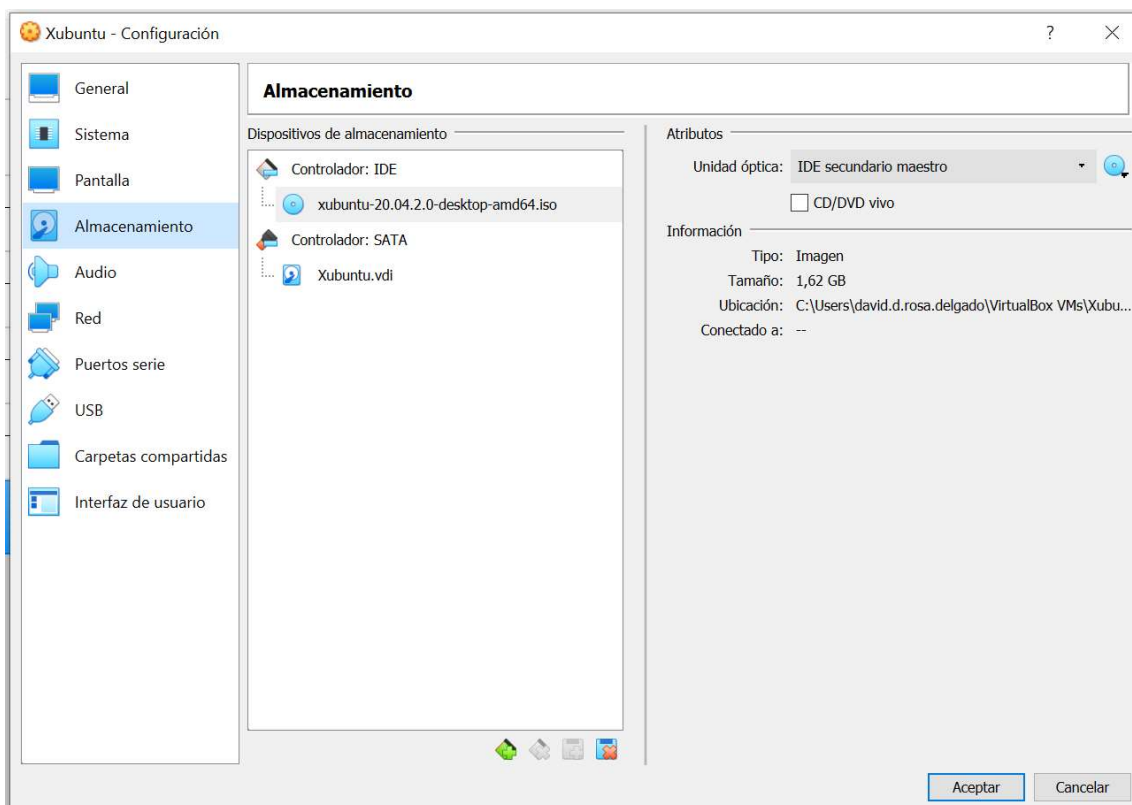 Xubuntu - Configuración
?
General
Sistema
Pantalla
Almacenamiento
Audio
Red
Puertos serie
USB
Carpetas compartidas
Interfaz de usuario
Almacenamiento
Dispositivos de almacenamiento
Controlador: IDE
xubuntu-20.04.2.0-desktop-amd64.iso
Controlador: SATA
Xubuntu.vdi
Atributos
Unidad óptica: IDE secundario maestro
CD/DVD vivo
Información
Tipo: Imagen
Tamaño: 1,62 GB
Ubicación: C:\Users\david.d.rosa.delgado\VirtualBox VMs\Xubu...
Conectado a: --
Aceptar Cancelar